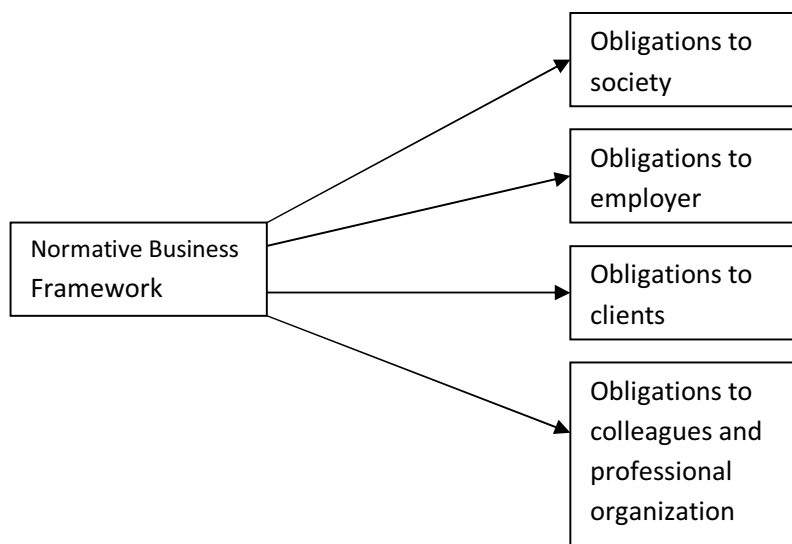 Obligations to
society
Obligations to
employer
Normative Business
Framework
Obligations to
clients
Obligations to
colleagues and
professional
organization